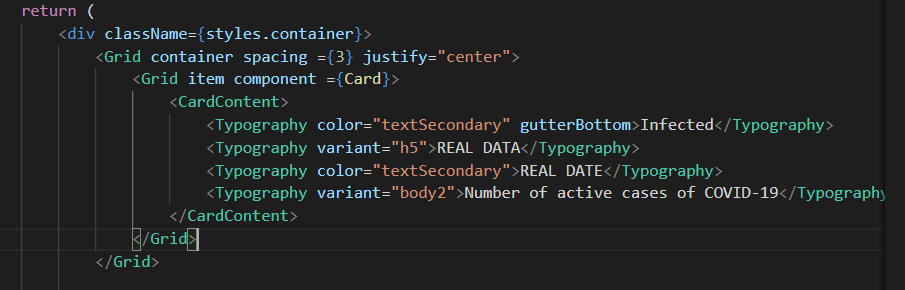 return (
<div className={styles.container}>
<Grid container spacing ={3} justify="center">
<Grid item component ={Card}>
<CardContent>
<Typography color="textSecondary" gutterBottom>Infected</Typography>
<Typography variant="h5">REAL DATA</Typography>
<Typography color="textSecondary">REAL DATE</Typography>
<Typography variant="body2">Number of active cases of COVID-19</Typography
</CardContent>
</Grid>
</Grid>